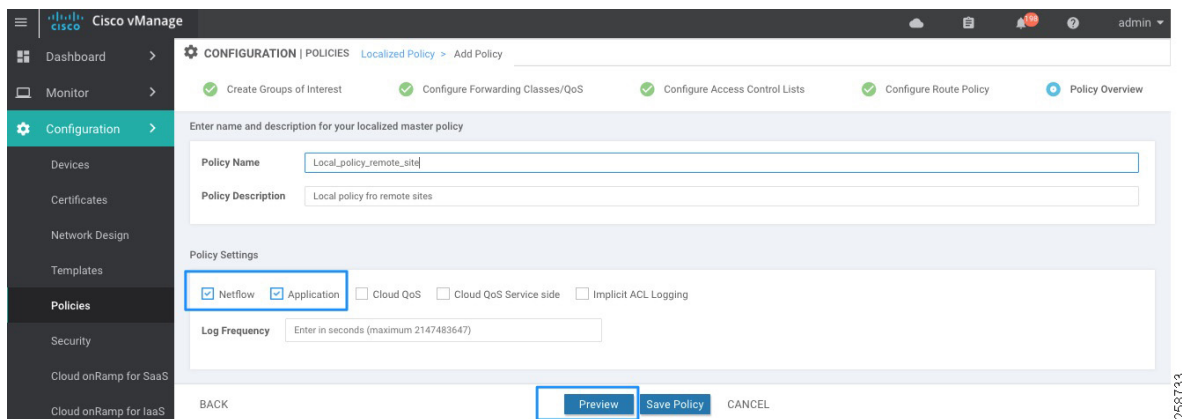 cisco Cisco vManage
198
admin
Dashboard
CONFIGURATION | POLICIES Localized Policy > Add Policy
Monitor
Create Groups of Interest
Configure Forwarding Classes/QoS
Configure Access Control Lists
Configure Route Policy
Policy Overview
Configuration
Enter name and description for your localized master policy
Devices
Policy Name
Local_policy_remote_site
Certificates
Policy Description
Local policy fro remote sites
Network Design
Policy Settings
Templates
Netflow
Application
Cloud QoS
Cloud QoS Service side
Implicit ACL Logging
Policies
Log Frequency
Enter in seconds (maximum 2147483647)
Security
Cloud onRamp for SaaS
Cloud onRamp for IaaS
BACK
Preview
Save Policy
CANCEL
258733